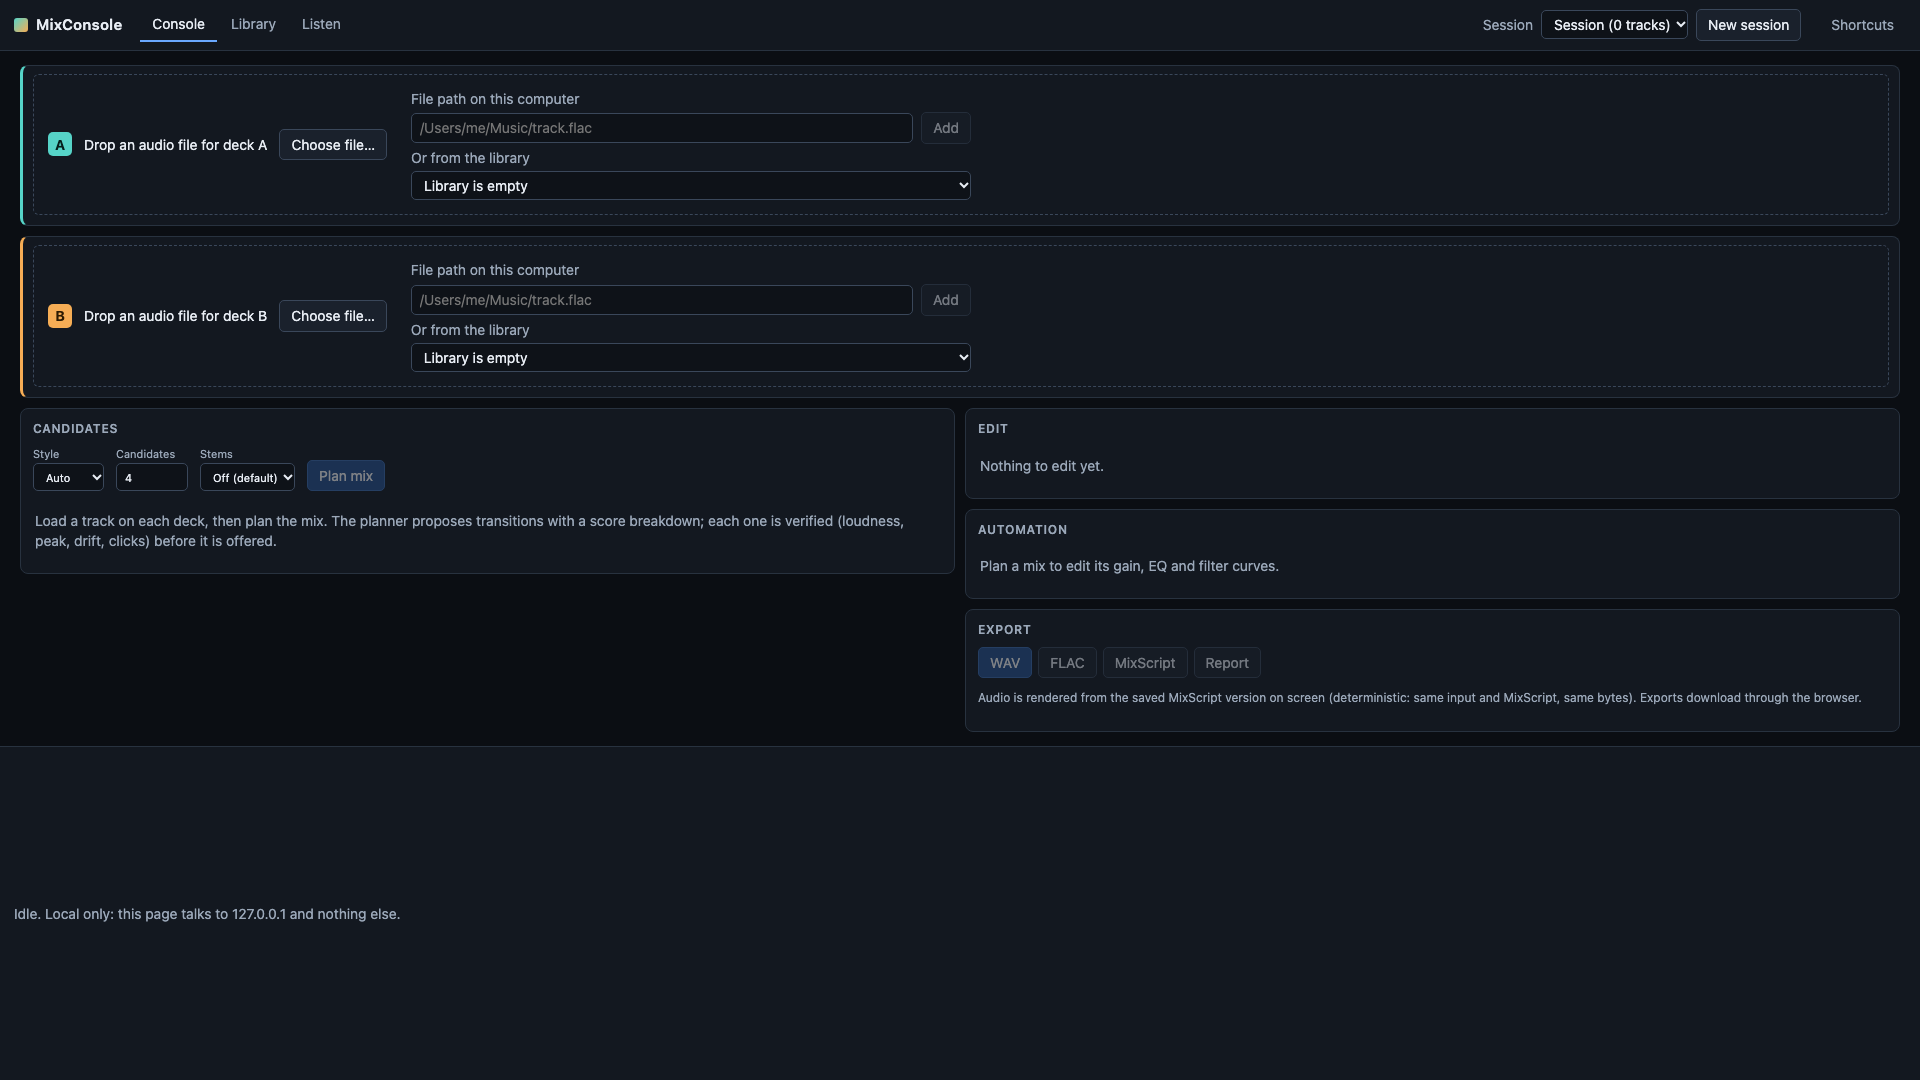 MixConsole Console Library Listen Session Session (0 tracks) New session Shortcuts
File path on this computer
A Drop an audio file for deck A Choose file... /Users/me/Music/track.flac Add
Or from the library
Library is empty
File path on this computer
B Drop an audio file for deck B Choose file... /Users/me/Music/track.flac Add
Or from the library
Library is empty
CANDIDATES
Style Candidates Stems
Auto 4 Off (default) Plan mix
Load a track on each deck, then plan the mix. The planner proposes transitions with a score breakdown; each one is verified (loudness,
peak, drift, clicks) before it is offered.
EDIT
Nothing to edit yet.
AUTOMATION
Plan a mix to edit its gain, EQ and filter curves.
EXPORT
WAV FLAC MixScript Report
Audio is rendered from the saved MixScript version on screen (deterministic: same input and MixScript, same bytes). Exports download through the browser.
Idle. Local only: this page talks to 127.0.0.1 and nothing else.